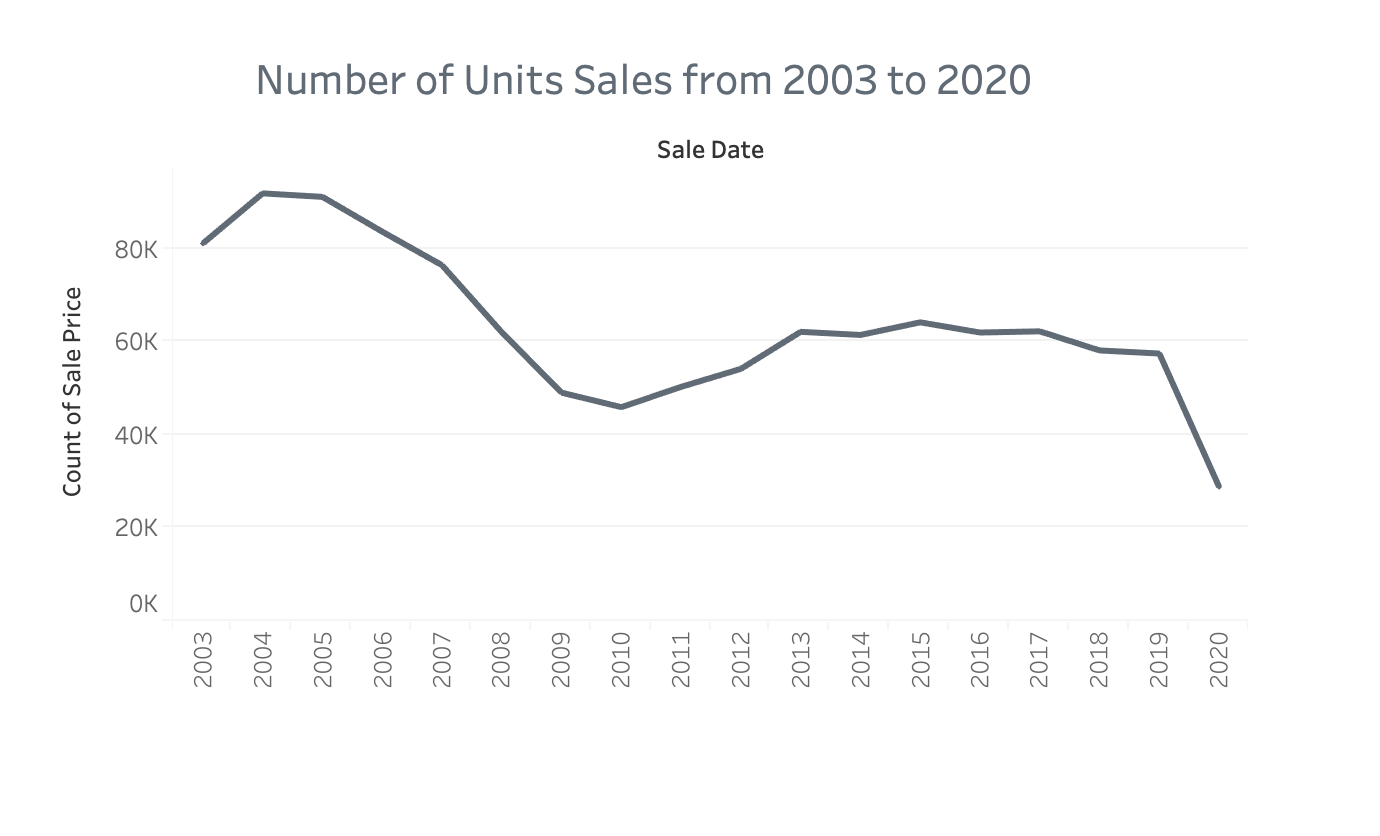 Number of Units Sales from 2003 to 2020
Sale Date
Count of Sale Price
80K
60K
40K
20K
0K
2003
2004
2005
2006
2007
2008
2009
2010
2011
2012
2013
2014
2015
2016
2017
2018
2019
2020